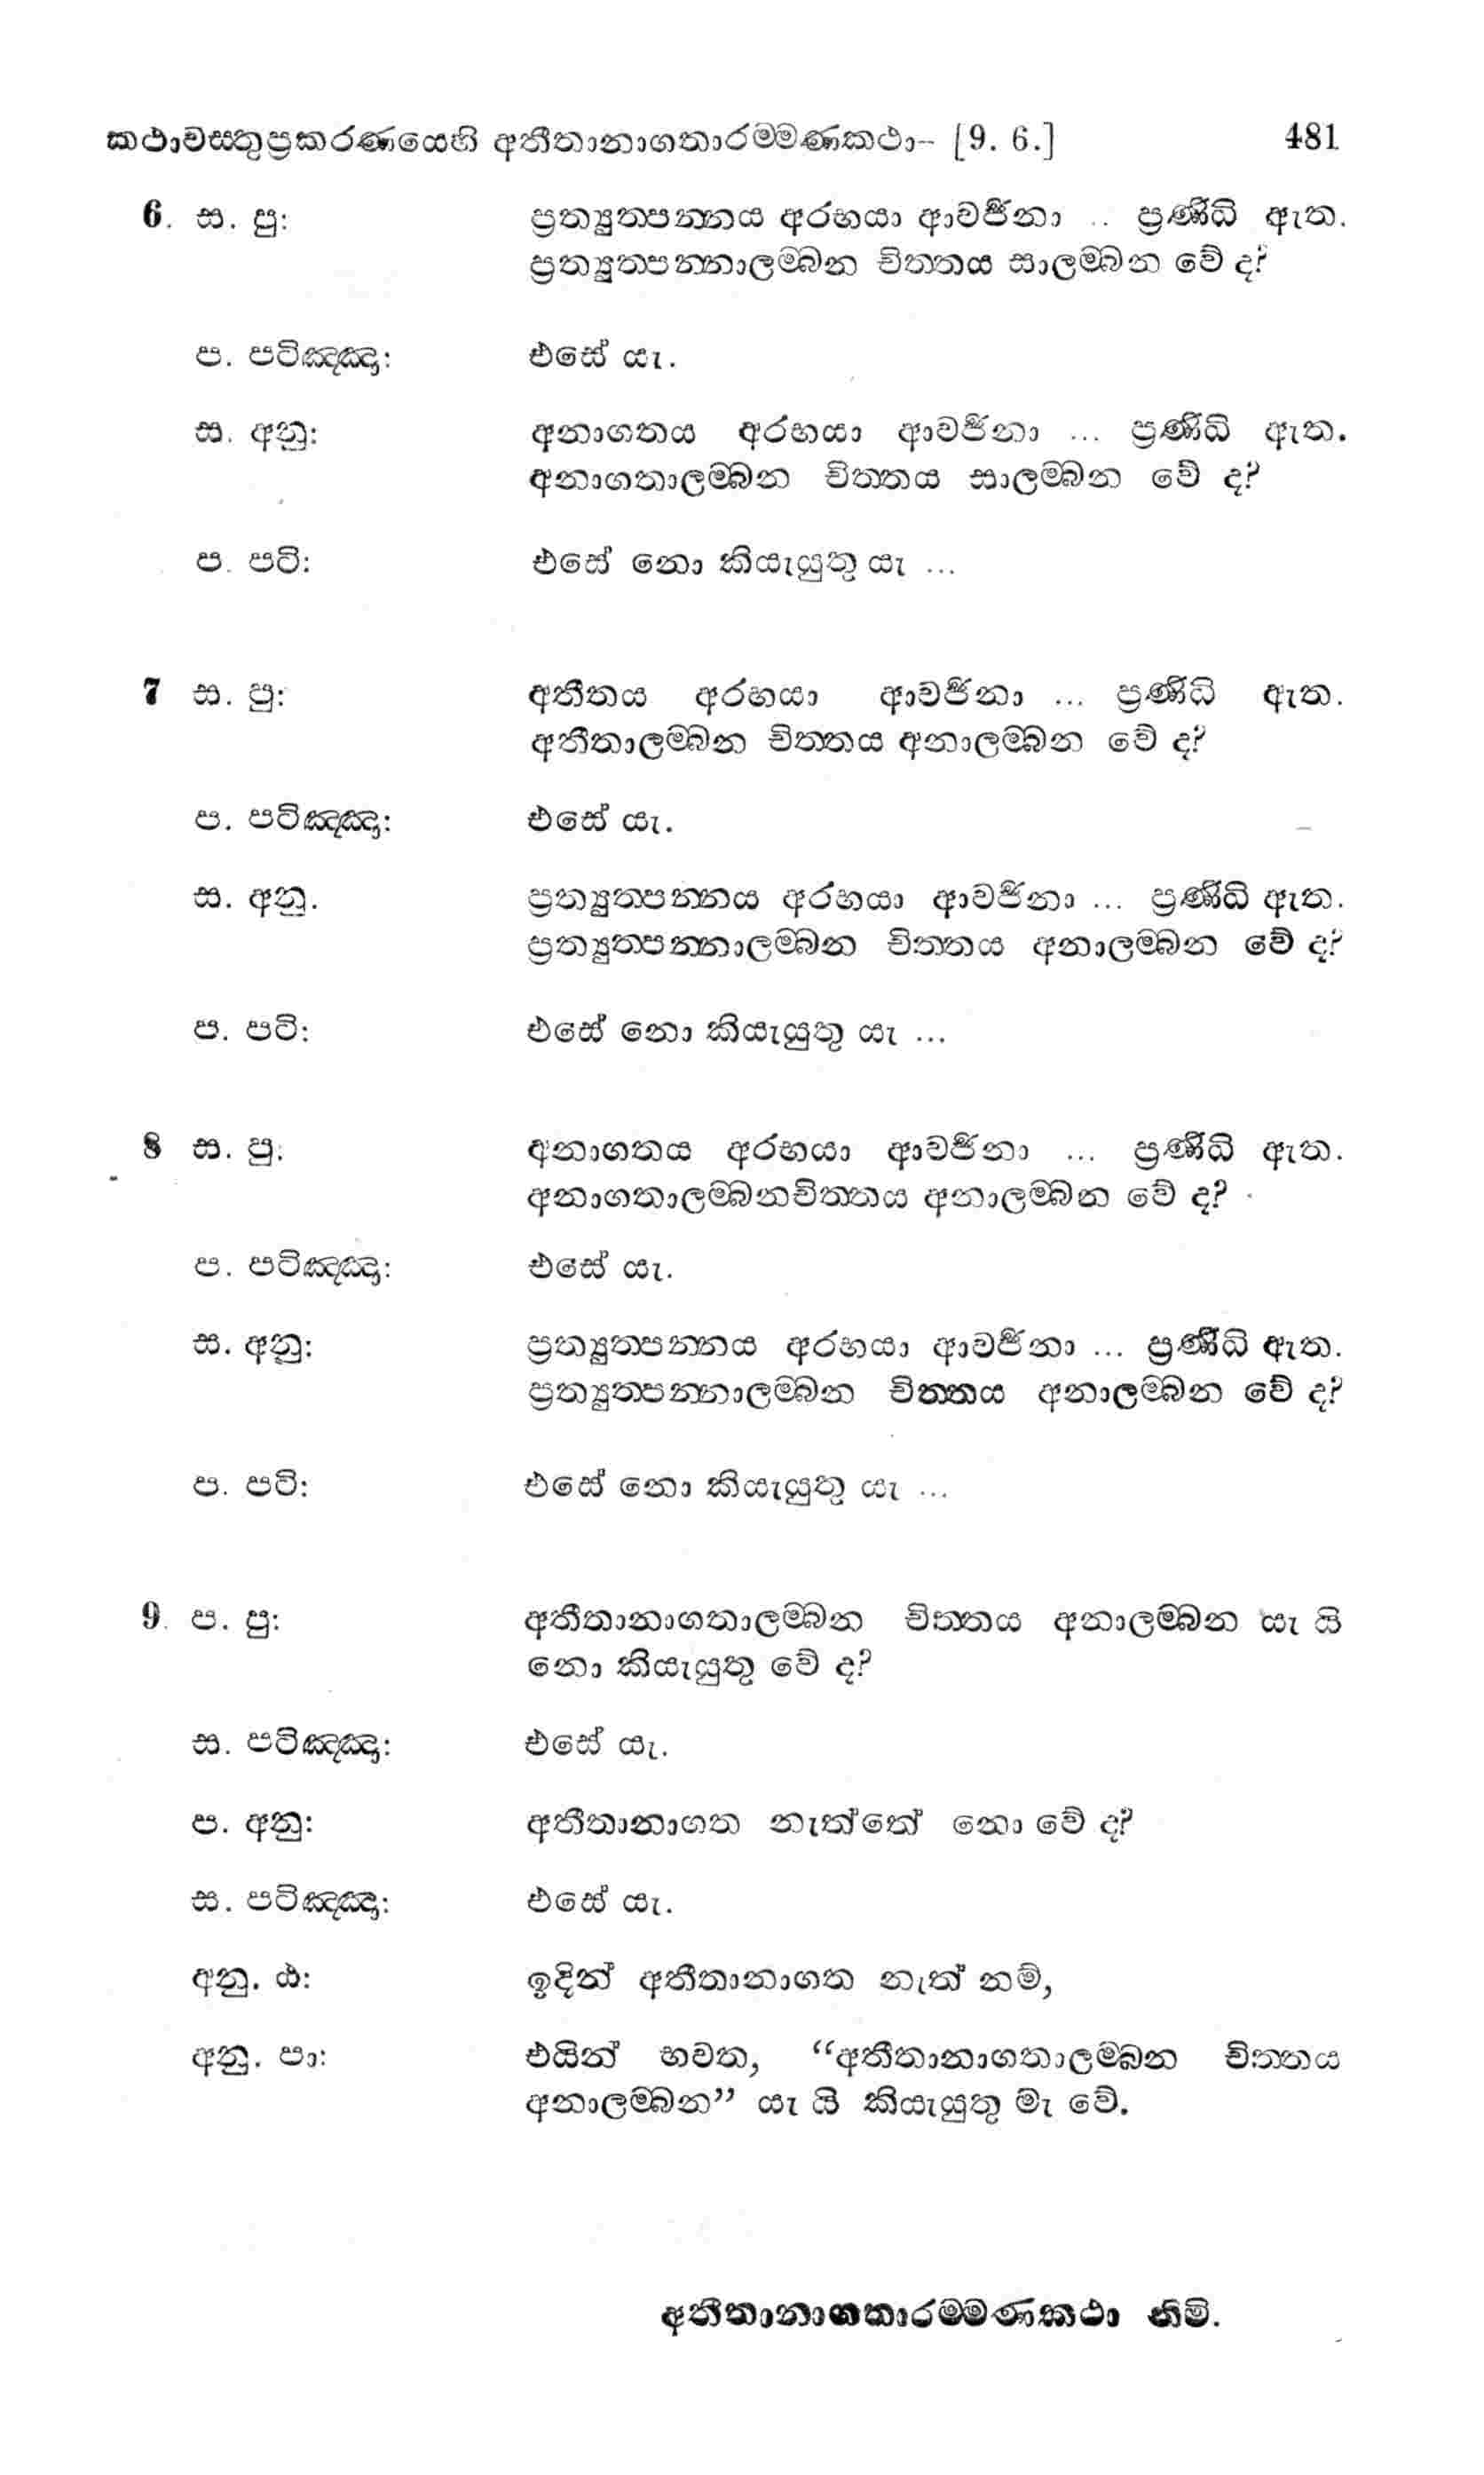 කථාවස්තුප්‍රකරණයෙහි අතීතානාගතාරම්මණකථා- [9. 6.] 481
6. ස. පු: ප්‍රත්‍යුත්පන්නය අරභයා ආවර්ජනා .. ප්‍රණිධි ඇත.
ප්‍රත්‍යුත්පන්නාලම්බන චිත්තය සාලම්බන වේ ද?
ප. පටිඤ්ඤා: එසේ යැ.
ස. අනු: අනාගතය අරභයා ආවර්ජනා ... ප්‍රණිධි ඇත.
අනාගතාලම්බන චිත්තය සාලම්බන වේ ද?
ප. පටි: එසේ නො කියැයුතු යැ ...
7 ස. පු: අතීතය අරභයා ආවර්ජනා ... ප්‍රණිධි ඇත.
අතීතාලම්බන චිත්තය අනාලම්බන වේ ද?
ප. පටිඤ්ඤා: එසේ යැ.
ස. අනු. ප්‍රත්‍යුත්පන්නය අරභයා ආවර්ජනා ... ප්‍රණිධි ඇත.
ප්‍රත්‍යුත්පන්නාලම්බන චිත්තය අනාලම්බන වේ ද?
ප. පටි: එසේ නො කියැයුතු යැ ...
8 ස. පු: අනාගතය අරභයා ආවර්ජනා ... ප්‍රණිධි ඇත.
අනාගතාලම්බනචිත්තය අනාලම්බන වේ ද?
ප. පටිඤ්ඤා: එසේ යැ.
ස. අනු: ප්‍රත්‍යුත්පන්නය අරභයා ආවර්ජනා ... ප්‍රණිධි ඇත.
ප්‍රත්‍යුත්පන්නාලම්බන චිත්තය අනාලම්බන වේ ද?
ප. පටි: එසේ නො කියැයුතු යැ ...
9. ප. පු: අතීතානාගතාලම්බන චිත්තය අනාලම්බන යැ යි
නො කියැයුතු වේ ද?
ස. පටිඤ්ඤා: එසේ යැ.
ප. අනු: අතීතානාගත නැත්තේ නො වේ ද?
ස. පටිඤ්ඤා: එසේ යැ.
අනු. ඨ: ඉදින් අතීතානාගත නැත් නම්,
අනු. පා: එයින් භවත, “අතීතානාගතාලම්බන චිත්තය
අනාලම්බන” යැ යි කියැයුතු මැ වේ.
අතීතානාගතාරම්මණකථා නිමි.